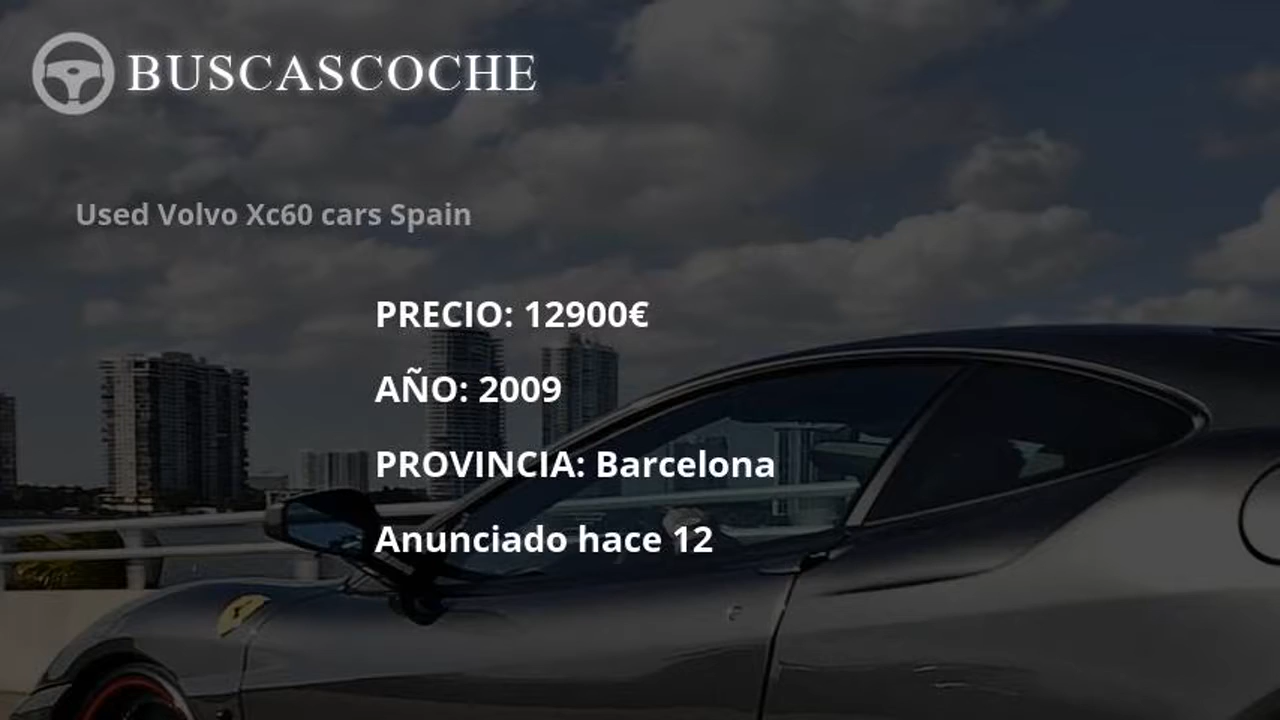 BUSCASCOCHE
Used Volvo Xc60 cars Spain
PRECIO: 12900€
AÑO: 2009
PROVINCIA: Barcelona
Anunciado hace 12